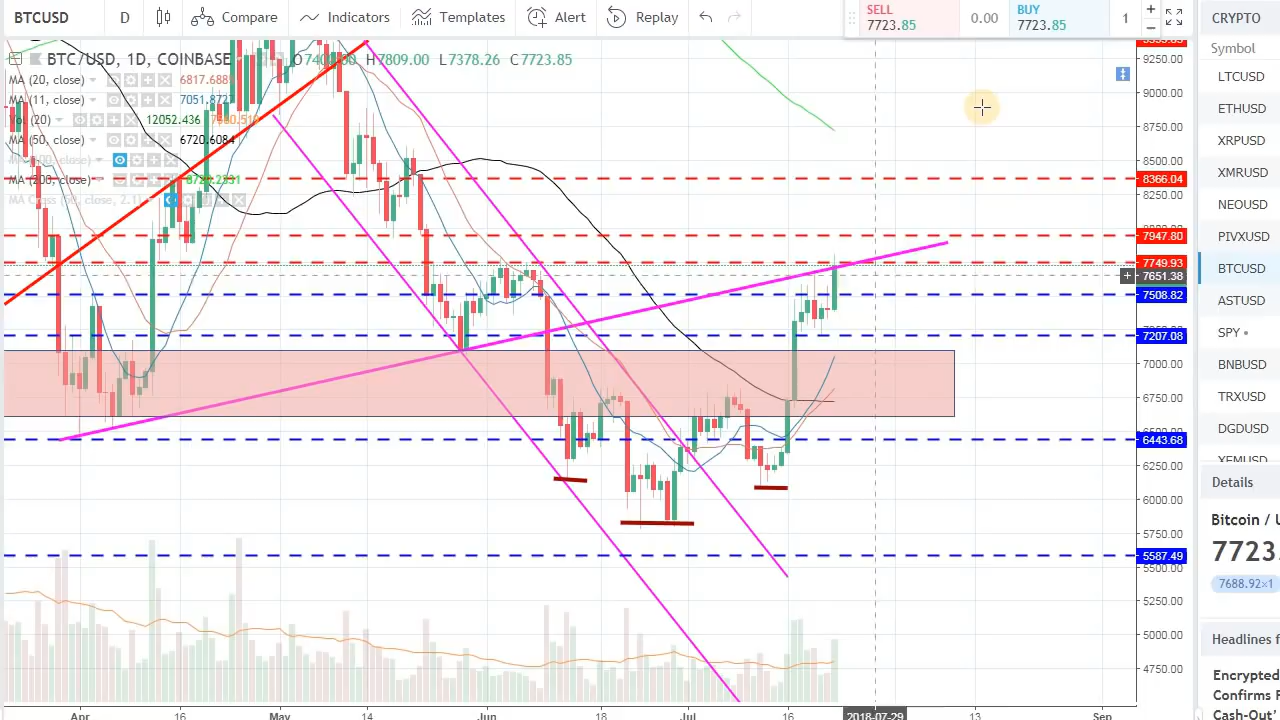 BTCUSD D Compare Indicators Templates Alert Replay
SELL 7723.85 0.00 BUY 7723.85 1
BTC/USD, 1D, COINBASE H7809.00 L7378.26 C7723.85
MA (20, close)
MA (11, close) 7051.8727
Vol (20) 12052.436
MA (50, close) 6720.6084
MA (200, close)
9250.00
9000.00
8750.00
8500.00
8366.04
8250.00
7947.80
7749.93
7651.38
7508.82
7207.08
7000.00
6750.00
6443.68
6250.00
6000.00
5750.00
5587.49
5500.00
5250.00
5000.00
4750.00
Apr 16 May 14 Jun 18 Jul 16 2018-07-29 13 Sep
CRYPTO
Symbol
LTCUSD
ETHUSD
XRPUSD
XMRUSD
NEOUSD
PIVXUSD
BTCUSD
ASTUSD
SPY
BNBUSD
TRXUSD
DGDUSD
XEMUSD
Details
Bitcoin / U
7723.
7688.92×1
Headlines f
Encrypted
Confirms F
Cash-Out'